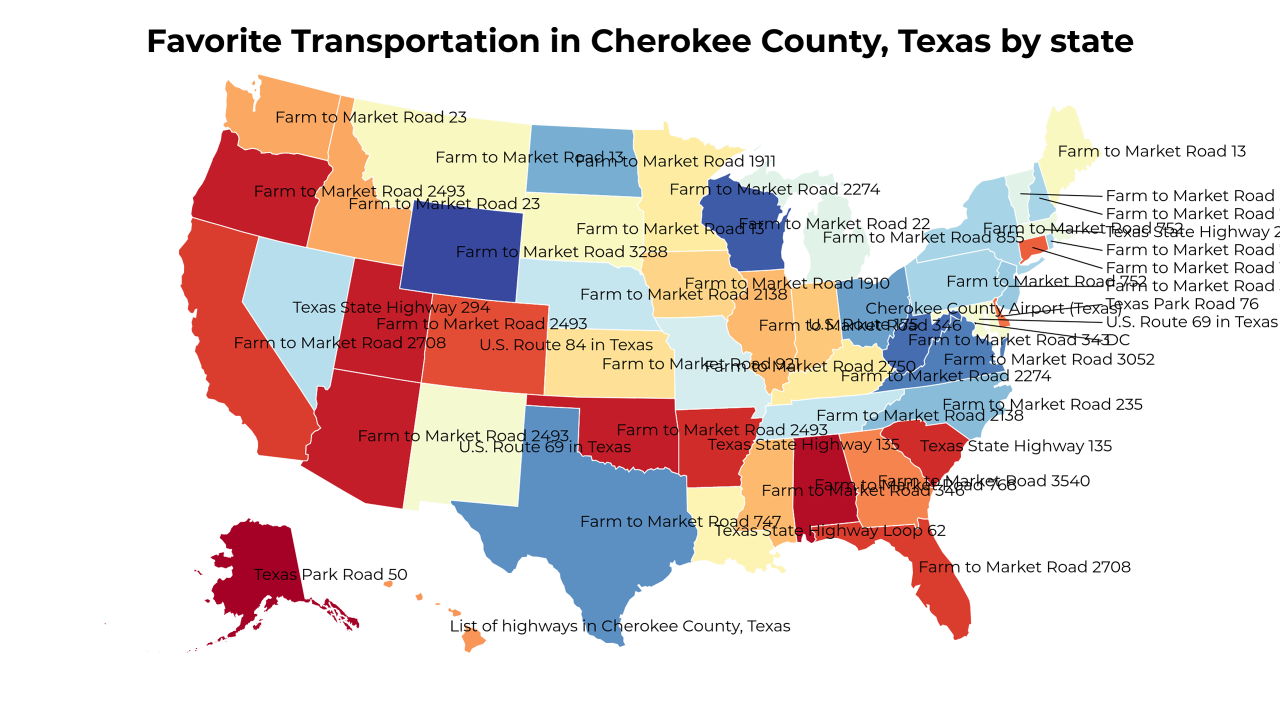 Favorite Transportation in Cherokee County, Texas by state
Farm to Market Road 23
Farm to Market Road 13
Farm to Market Road 1911
Farm to Market Road 13
Farm to Market Road 2493
Farm to Market Road 23
Farm to Market Road 2274
Farm to Market Road
Farm to Market Road
Farm to Market Road 22
Farm to Market Road 13
Farm to Market Road 752
Texas State Highway 2
Farm to Market Road 855
Farm to Market Road 3288
Farm to Market Road
Farm to Market Road
Farm to Market Road 1910
Farm to Market Road 752
Farm to Market Road
Farm to Market Road 2138
Texas State Highway 294
Cherokee County Airport (Texas)
Texas Park Road 76
Farm to Market Road 2493
Farm to Market Road 346
U.S. Route 69 in Texas
Farm to Market Road 2708
U.S. Route 84 in Texas
Farm to Market Road 343
DC
Farm to Market Road 921
Farm to Market Road 2750
Farm to Market Road 3052
Farm to Market Road 2274
Farm to Market Road 235
Farm to Market Road 2138
Farm to Market Road 2493
Farm to Market Road 2493
U.S. Route 69 in Texas
Texas State Highway 135
Texas State Highway 135
Farm to Market Road 346
Farm to Market Road 768
Farm to Market Road 3540
Farm to Market Road 747
Texas State Highway Loop 62
Farm to Market Road 2708
Texas Park Road 50
List of highways in Cherokee County, Texas